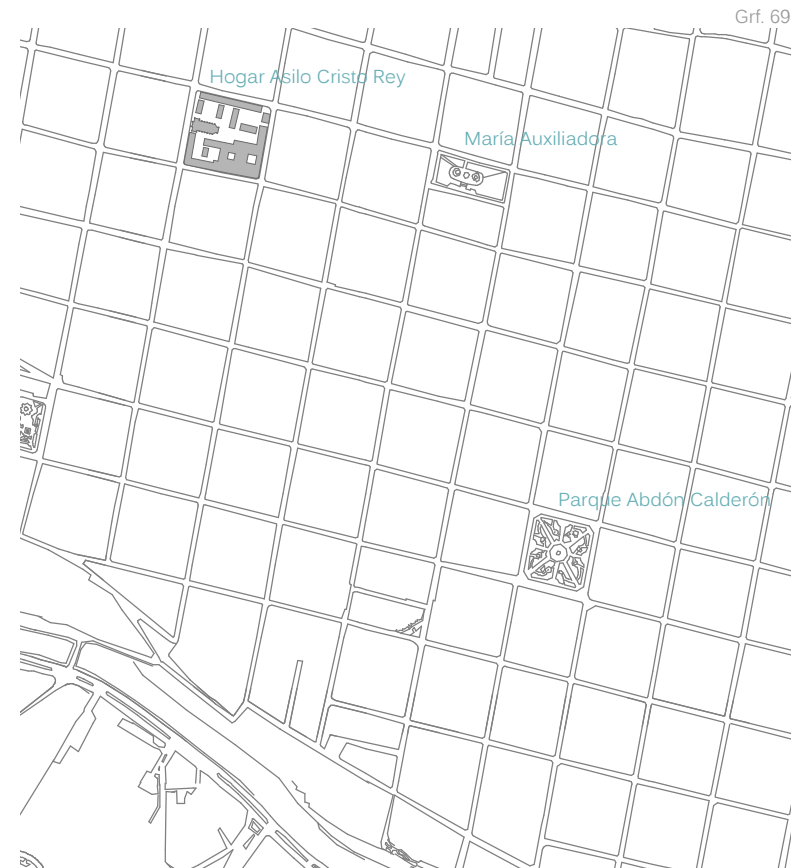 Grf. 69
Hogar Asilo Cristo Rey
María Auxiliadora
Parque Abdón Calderón